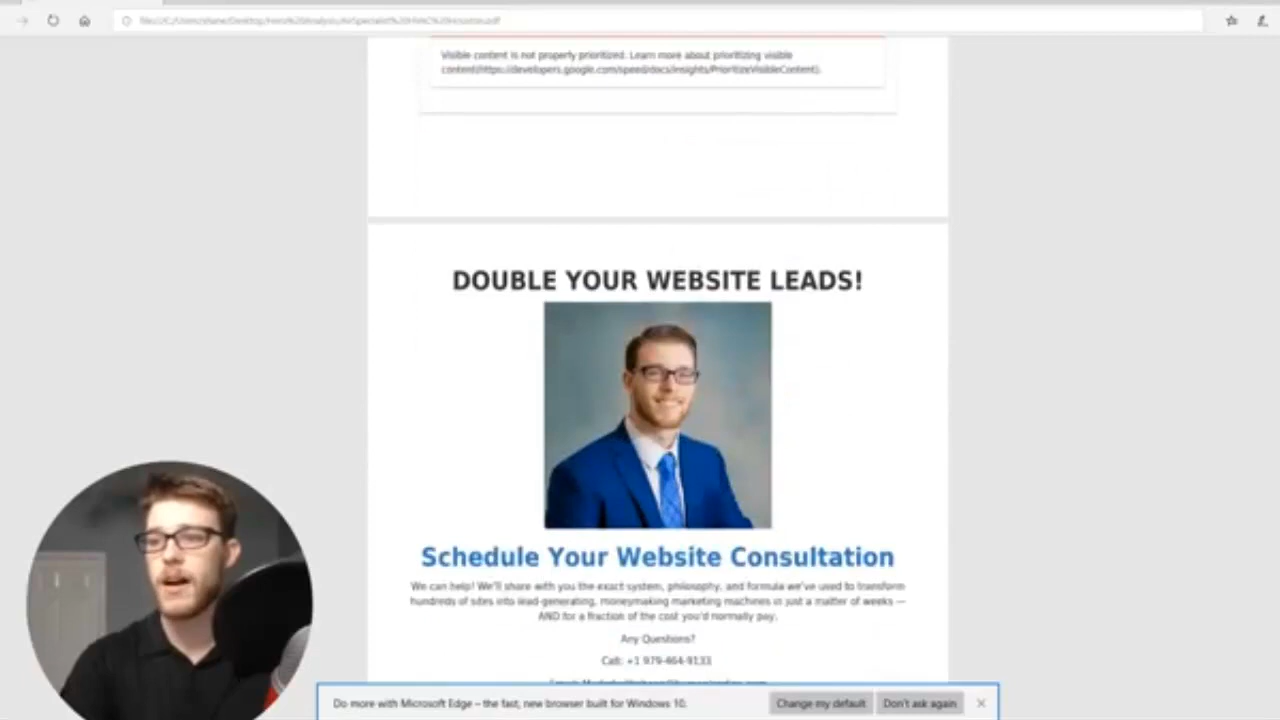 Visible content is not properly prioritized. Learn more about prioritizing visible
content(https://developers.google.com/speed/docs/insights/PrioritizeVisibleContent).
DOUBLE YOUR WEBSITE LEADS!
Schedule Your Website Consultation
We can help! We'll share with you the exact system, philosophy, and formula we've used to transform
hundreds of sites into lead-generating, moneymaking marketing machines in just a matter of weeks —
AND for a fraction of the cost you'd normally pay.
Any Questions?
Call: +1 979-464-9133
Do more with Microsoft Edge – the fast, new browser built for Windows 10.
Change my default
Don't ask again